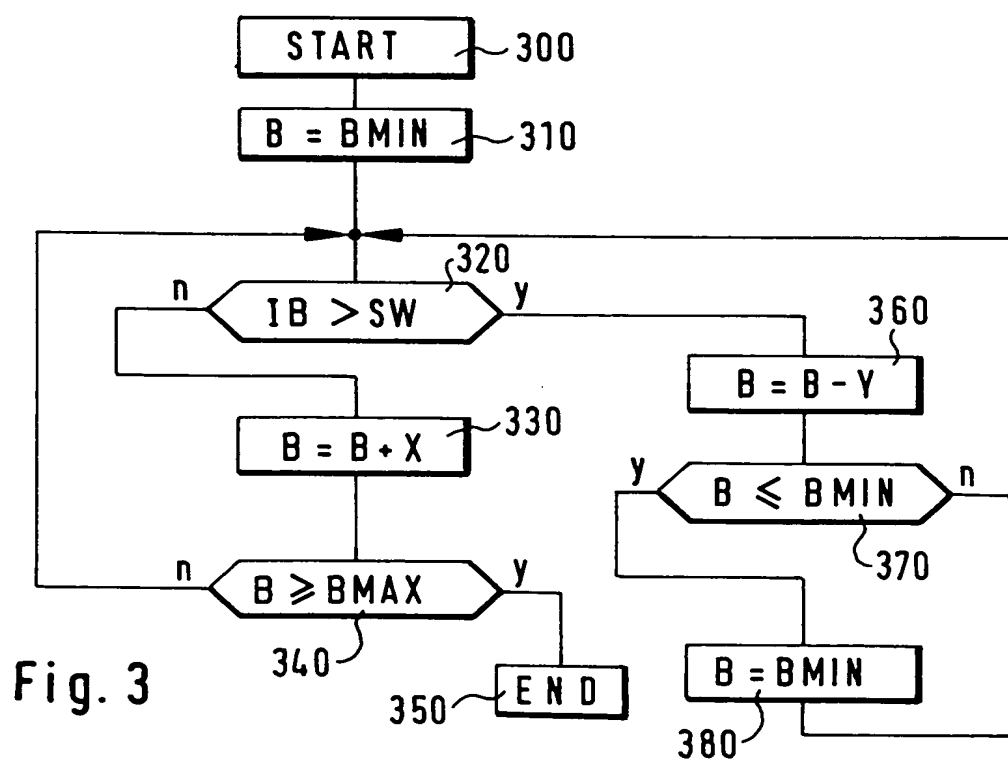 START 300
B = BMIN 310
320
n IB > SW y
360
B = B - Y
B = B + X 330
y B ⩽ BMIN n
370
n B ⩾ BMAX y
340
B = BMIN
380
END
350
Fig. 3